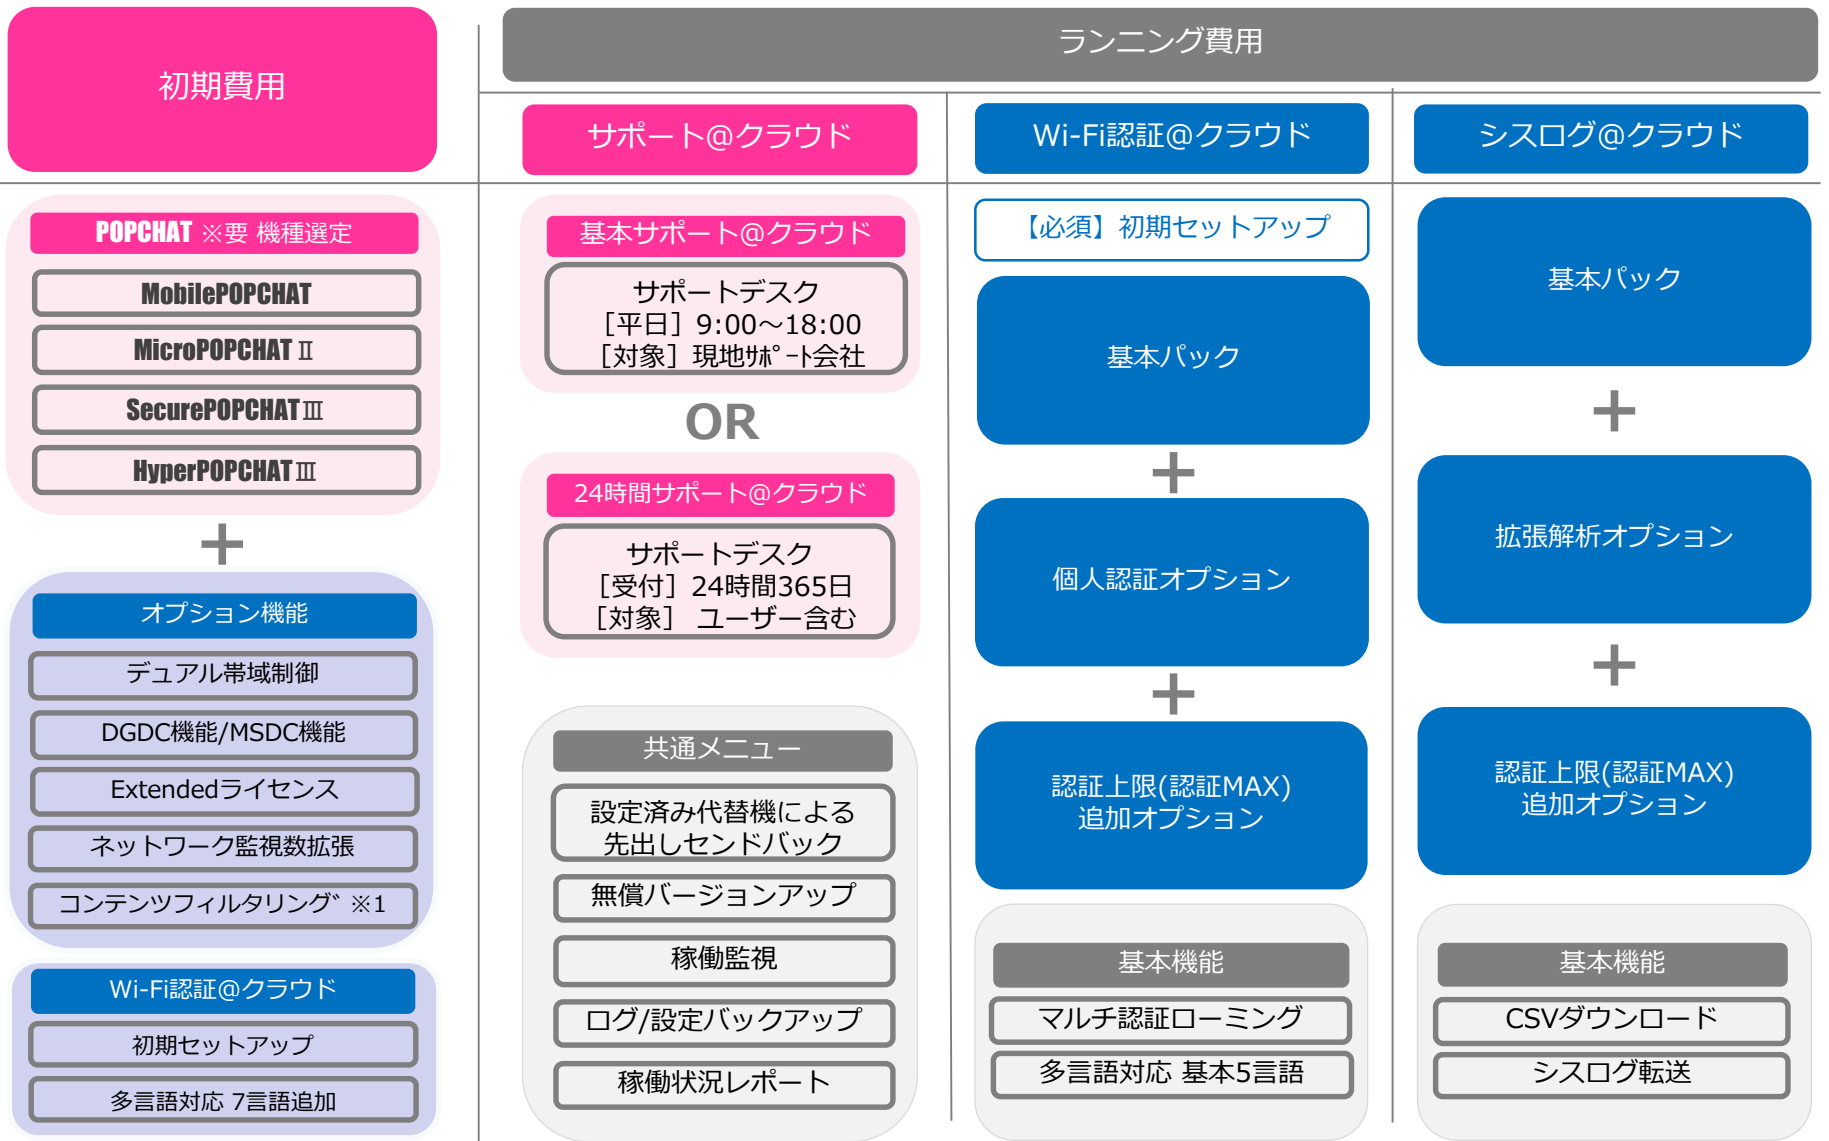 初期費用
ランニング費用
サポート@クラウド
Wi-Fi認証@クラウド
シスログ@クラウド
POPCHAT ※要 機種選定
MobilePOPCHAT
MicroPOPCHATⅡ
SecurePOPCHATⅢ
HyperPOPCHATⅢ
＋
オプション機能
デュアル帯域制御
DGDC機能/MSDC機能
Extendedライセンス
ネットワーク監視数拡張
コンテンツフィルタリング ※1
Wi-Fi認証@クラウド
初期セットアップ
多言語対応 7言語追加
基本サポート@クラウド
サポートデスク
［平日］9:00～18:00
［対象］現地ｻﾎﾟｰﾄ会社
OR
24時間サポート@クラウド
サポートデスク
［受付］24時間365日
［対象］ ユーザー含む
共通メニュー
設定済み代替機による
先出しセンドバック
無償バージョンアップ
稼働監視
ログ/設定バックアップ
稼働状況レポート
【必須】初期セットアップ
基本パック
＋
個人認証オプション
＋
認証上限(認証MAX)
追加オプション
基本機能
マルチ認証ローミング
多言語対応 基本5言語
基本パック
＋
拡張解析オプション
＋
認証上限(認証MAX)
追加オプション
基本機能
CSVダウンロード
シスログ転送